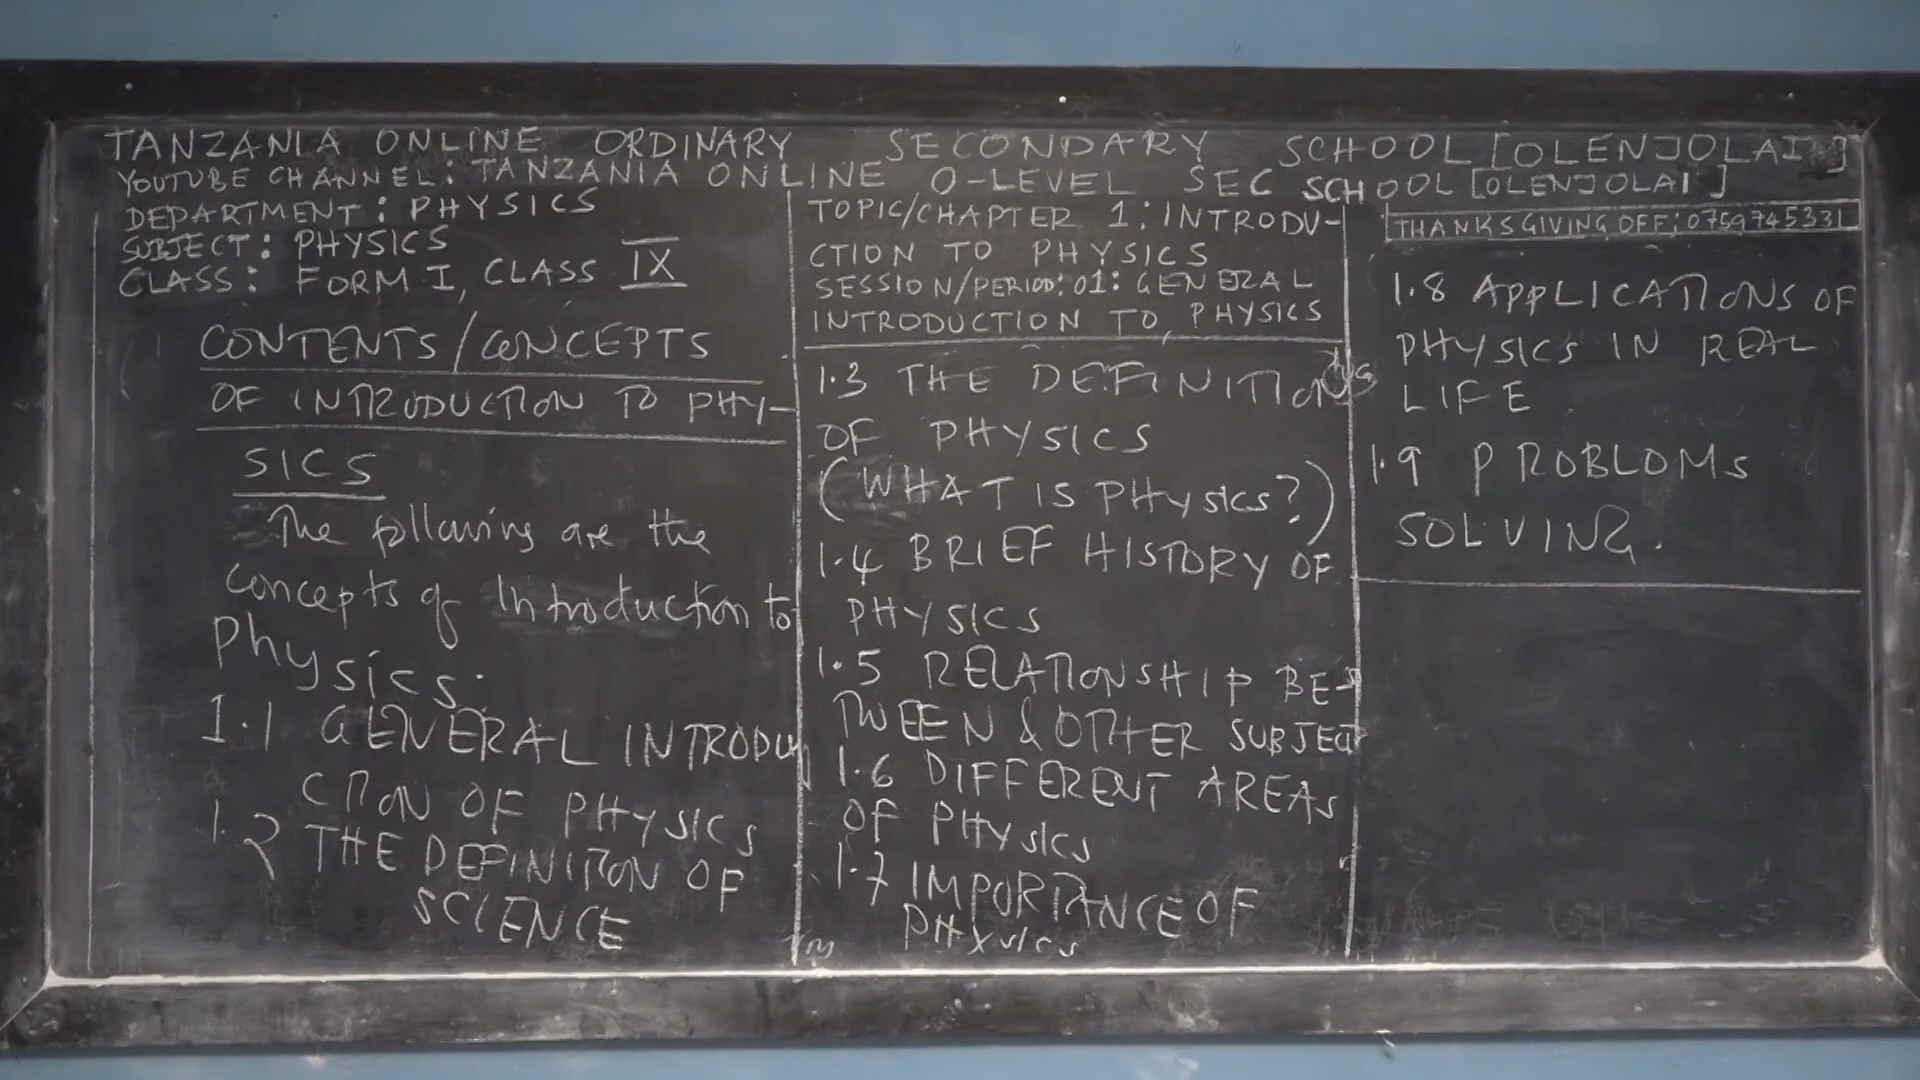 TANZANIA ONLINE ORDINARY SECONDARY SCHOOL [OLENJOLAI]
YOUTUBE CHANNEL: TANZANIA ONLINE O-LEVEL SEC SCHOOL [OLENJOLAI]
DEPARTMENT: PHYSICS
SUBJECT: PHYSICS
CLASS: FORM I, CLASS IX
CONTENTS/CONCEPTS
OF INTRODUCTION TO PHY-
SICS
The following are the
concepts of Introduction to
Physics:
1.1 GENERAL INTRODU
CTION OF PHYSICS
1.2 THE DEFINITION OF
SCIENCE
TOPIC/CHAPTER 1: INTRODU-
CTION TO PHYSICS
SESSION/PERIOD: 01: GENERAL
INTRODUCTION TO PHYSICS
1.3 THE DEFINITION
OF PHYSICS
(WHAT IS PHYSICS?)
1.4 BRIEF HISTORY OF
PHYSICS
1.5 RELATIONSHIP BE-
TWEEN & OTHER SUBJECT
1.6 DIFFERENT AREAS
OF PHYSICS
1.7 IMPORTANCE OF
PHYSICS
THANKS GIVING OFF: 0759745331
1.8 APPLICATIONS OF
PHYSICS IN REAL
LIFE
1.9 PROBLOMS
SOLVING.